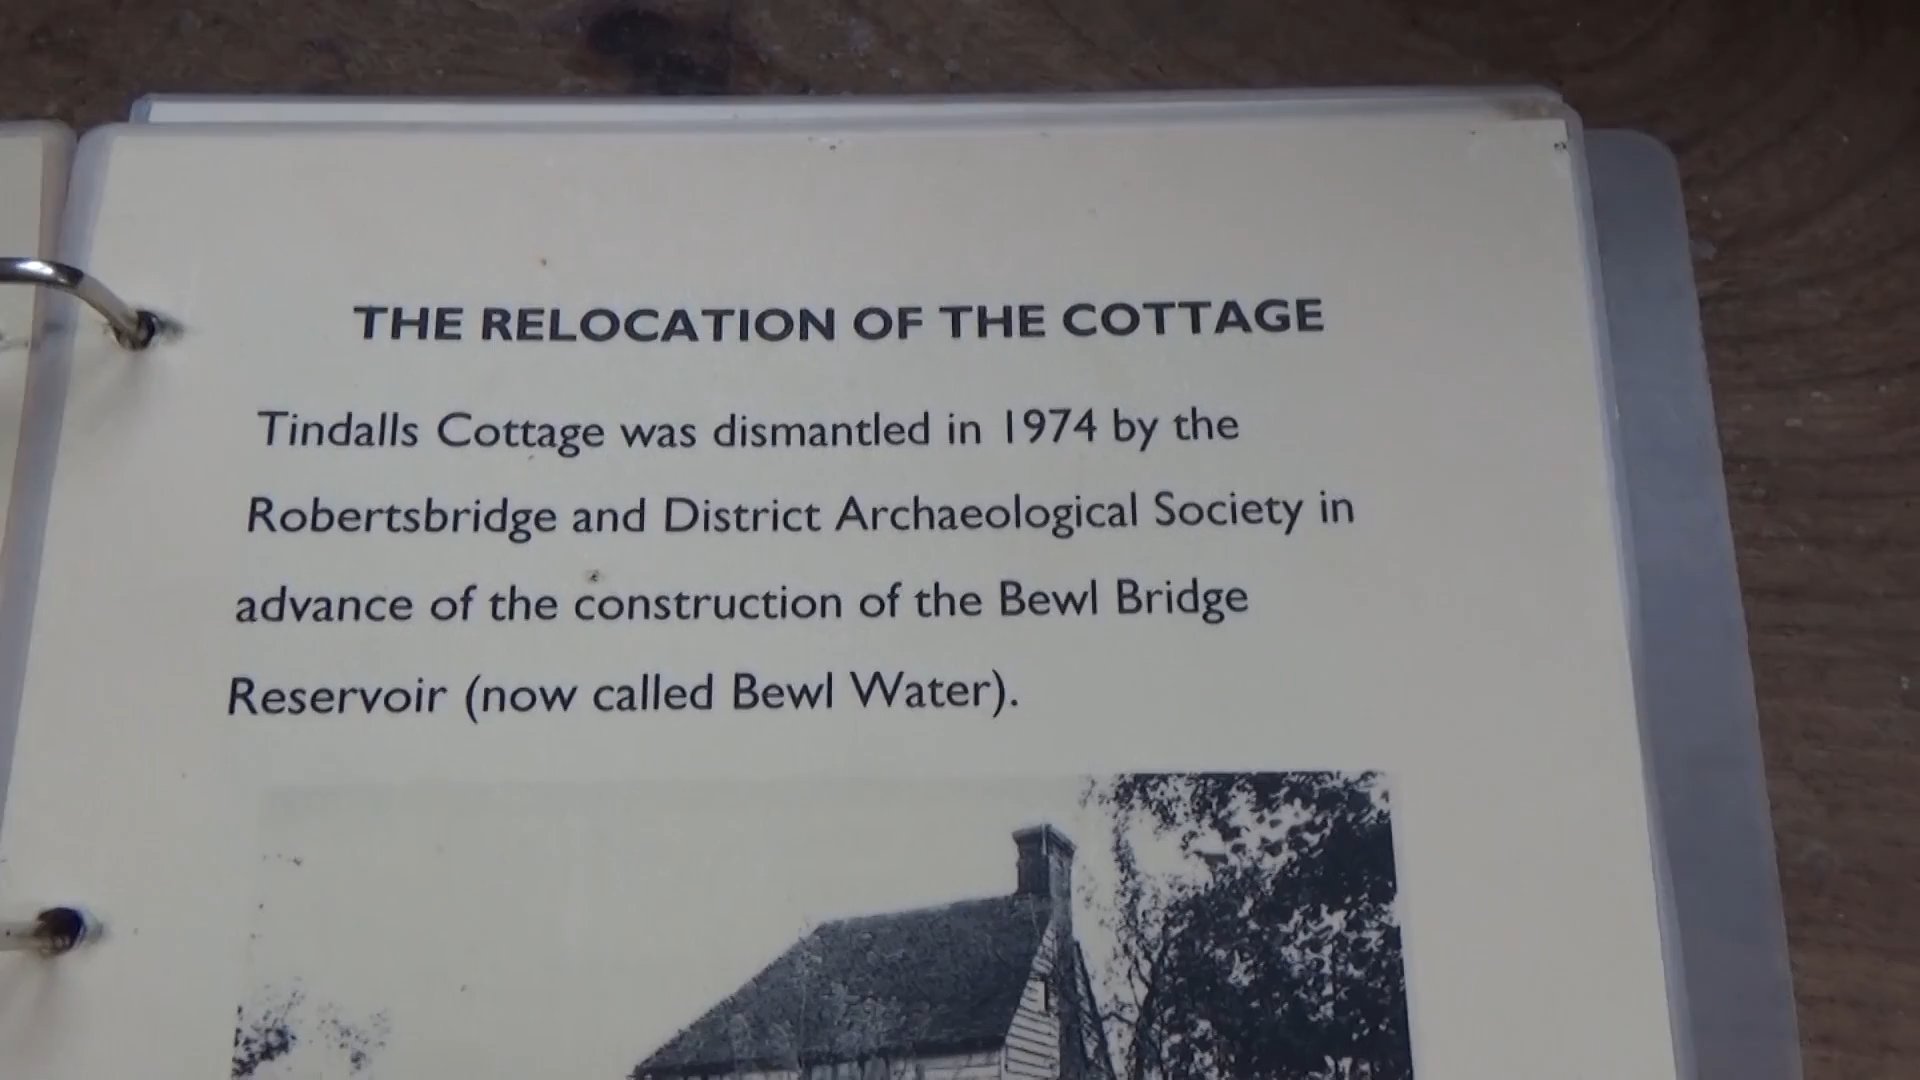 THE RELOCATION OF THE COTTAGE
Tindalls Cottage was dismantled in 1974 by the
Robertsbridge and District Archaeological Society in
advance of the construction of the Bewl Bridge
Reservoir (now called Bewl Water).